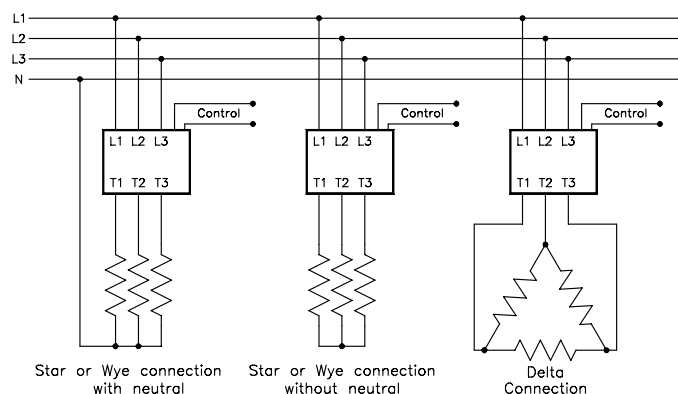 L1
L2
L3
N
Control
Control
Control
L1 L2 L3
L1 L2 L3
L1 L2 L3
T1 T2 T3
T1 T2 T3
T1 T2 T3
Star or Wye connection
with neutral
Star or Wye connection
without neutral
Delta
Connection